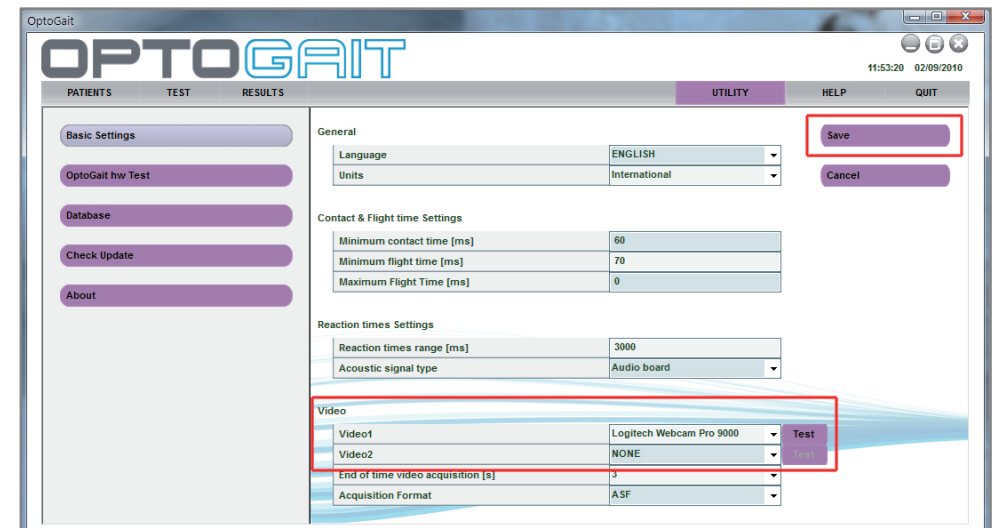 OptoGait
OPTOGAIT
11:53:20 02/09/2010
PATIENTS TEST RESULTS UTILITY HELP QUIT
Basic Settings
OptoGait hw Test
Database
Check Update
About
General
Language ENGLISH
Units International
Contact & Flight time Settings
Minimum contact time [ms] 60
Minimum flight time [ms] 70
Maximum Flight Time [ms] 0
Reaction times Settings
Reaction times range [ms] 3000
Acoustic signal type Audio board
Video
Video1 Logitech Webcam Pro 9000 Test
Video2 NONE Test
End of time video acquisition [s] 3
Acquisition Format ASF
Save
Cancel